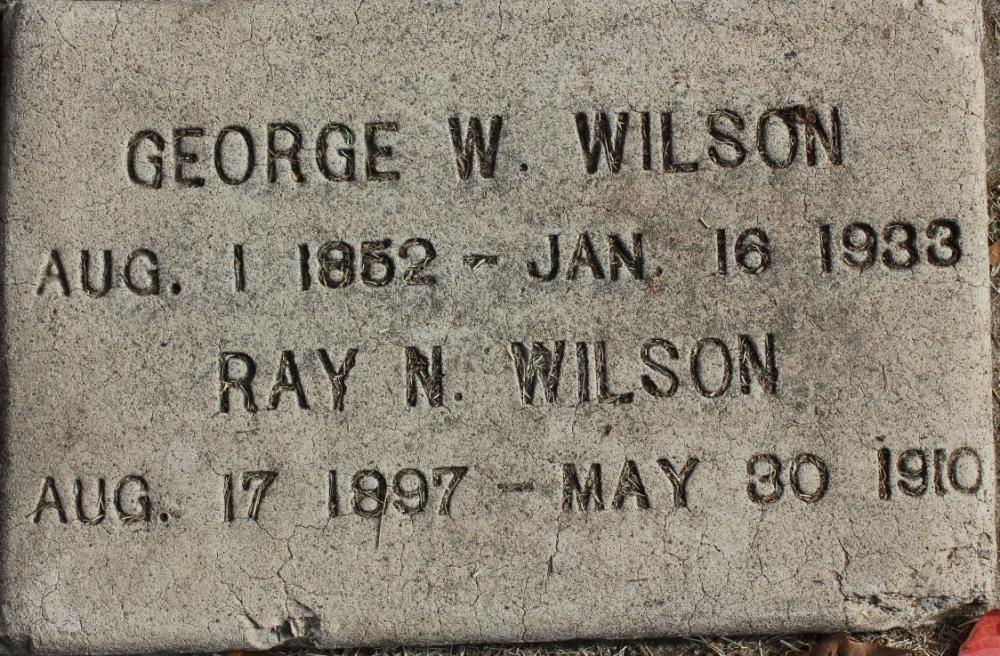 GEORGE W. WILSON
AUG. 1 1852 - JAN. 16 1933
RAY N. WILSON
AUG. 17 1897 - MAY 30 1910